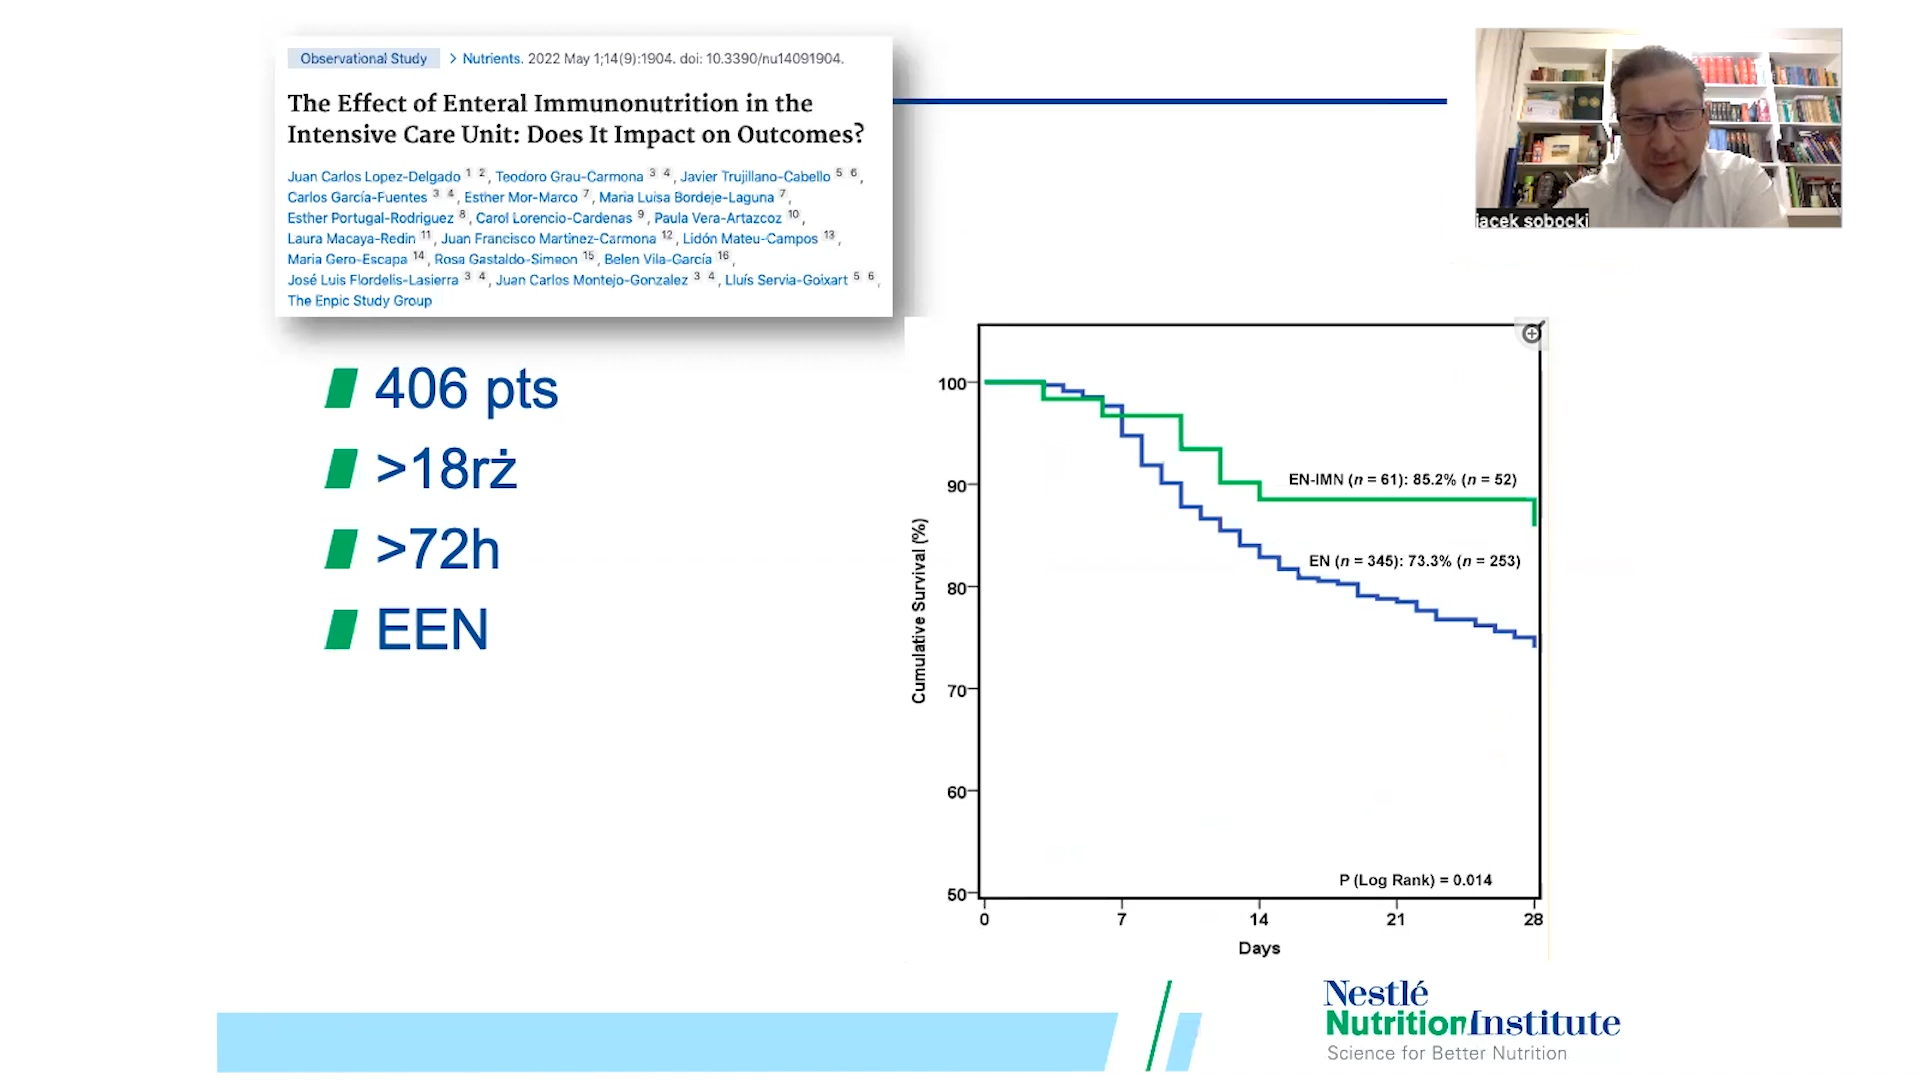 Observational Study > Nutrients. 2022 May 1;14(9):1904. doi: 10.3390/nu14091904.
The Effect of Enteral Immunonutrition in the
Intensive Care Unit: Does It Impact on Outcomes?
Juan Carlos Lopez-Delgado 1 2, Teodoro Grau-Carmona 3 4, Javier Trujillano-Cabello 5 6,
Carlos García-Fuentes 3 4, Esther Mor-Marco 7, Maria Luisa Bordeje-Laguna 7,
Esther Portugal-Rodriguez 8, Carol Lorencio-Cardenas 9, Paula Vera-Artazcoz 10,
Laura Macaya-Redin 11, Juan Francisco Martinez-Carmona 12, Lidón Mateu-Campos 13,
Maria Gero-Escapa 14, Rosa Gastaldo-Simeon 15, Belen Vila-García 16,
José Luis Flordelis-Lasierra 3 4, Juan Carlos Montejo-Gonzalez 3 4, Lluís Servia-Goixart 5 6,
The Enpic Study Group
jacek sobocki
406 pts
>18rż
>72h
EEN
Cumulative Survival (%)
100
90
80
70
60
50
EN-IMN (n = 61): 85.2% (n = 52)
EN (n = 345): 73.3% (n = 253)
P (Log Rank) = 0.014
0 7 14 21 28
Days
Nestlé
NutritionInstitute
Science for Better Nutrition